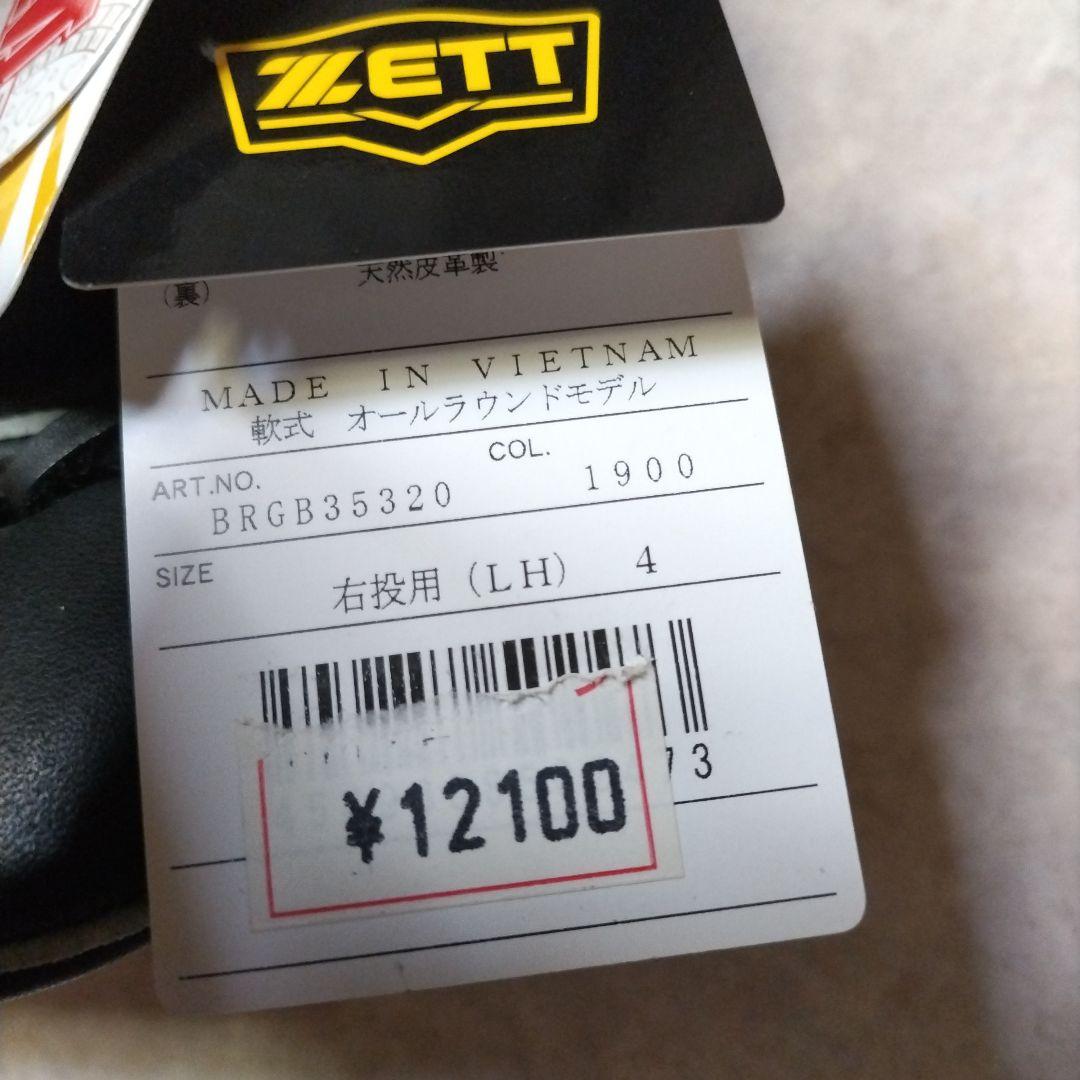 ZETT
天然皮革製
(裏)
MADE IN VIETNAM
軟式 オールラウンドモデル
ART.NO. COL.
BRGB35320 1900
SIZE
右投用(LH) 4
73
¥12100